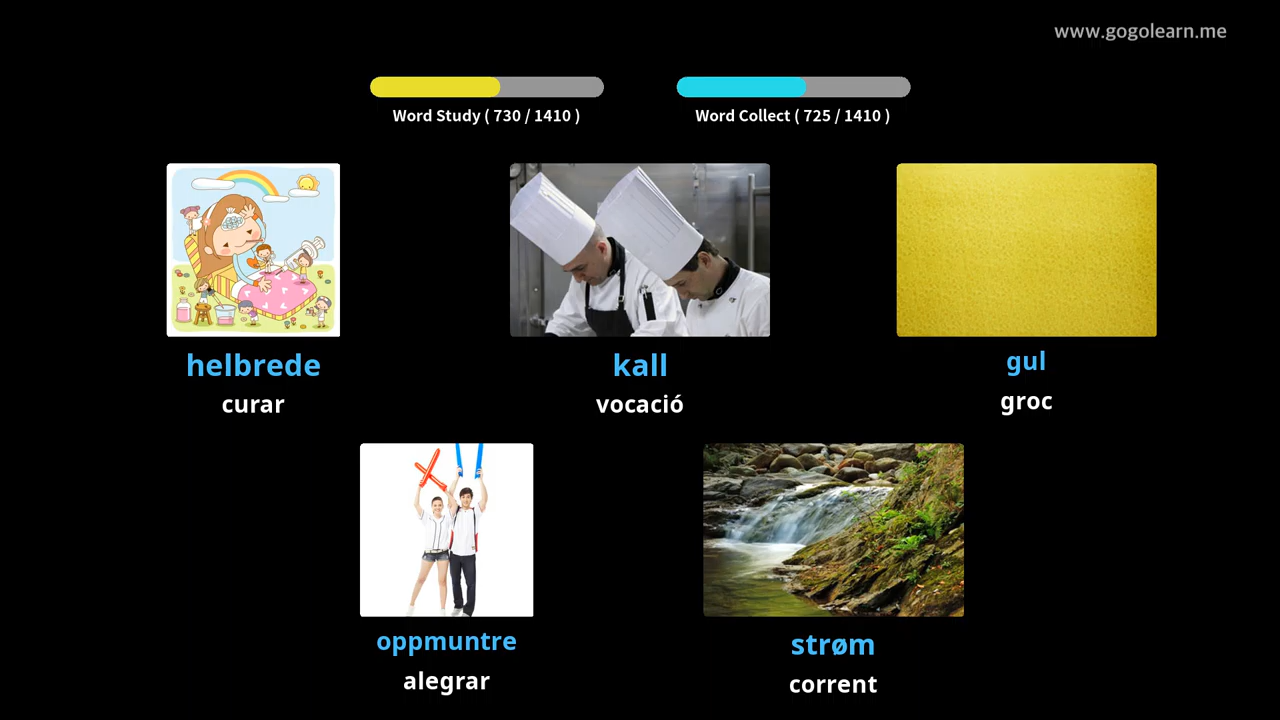 www.gogolearn.me
Word Study ( 730 / 1410 )
Word Collect ( 725 / 1410 )
helbrede
curar
kall
vocació
gul
groc
oppmuntre
alegrar
strøm
corrent